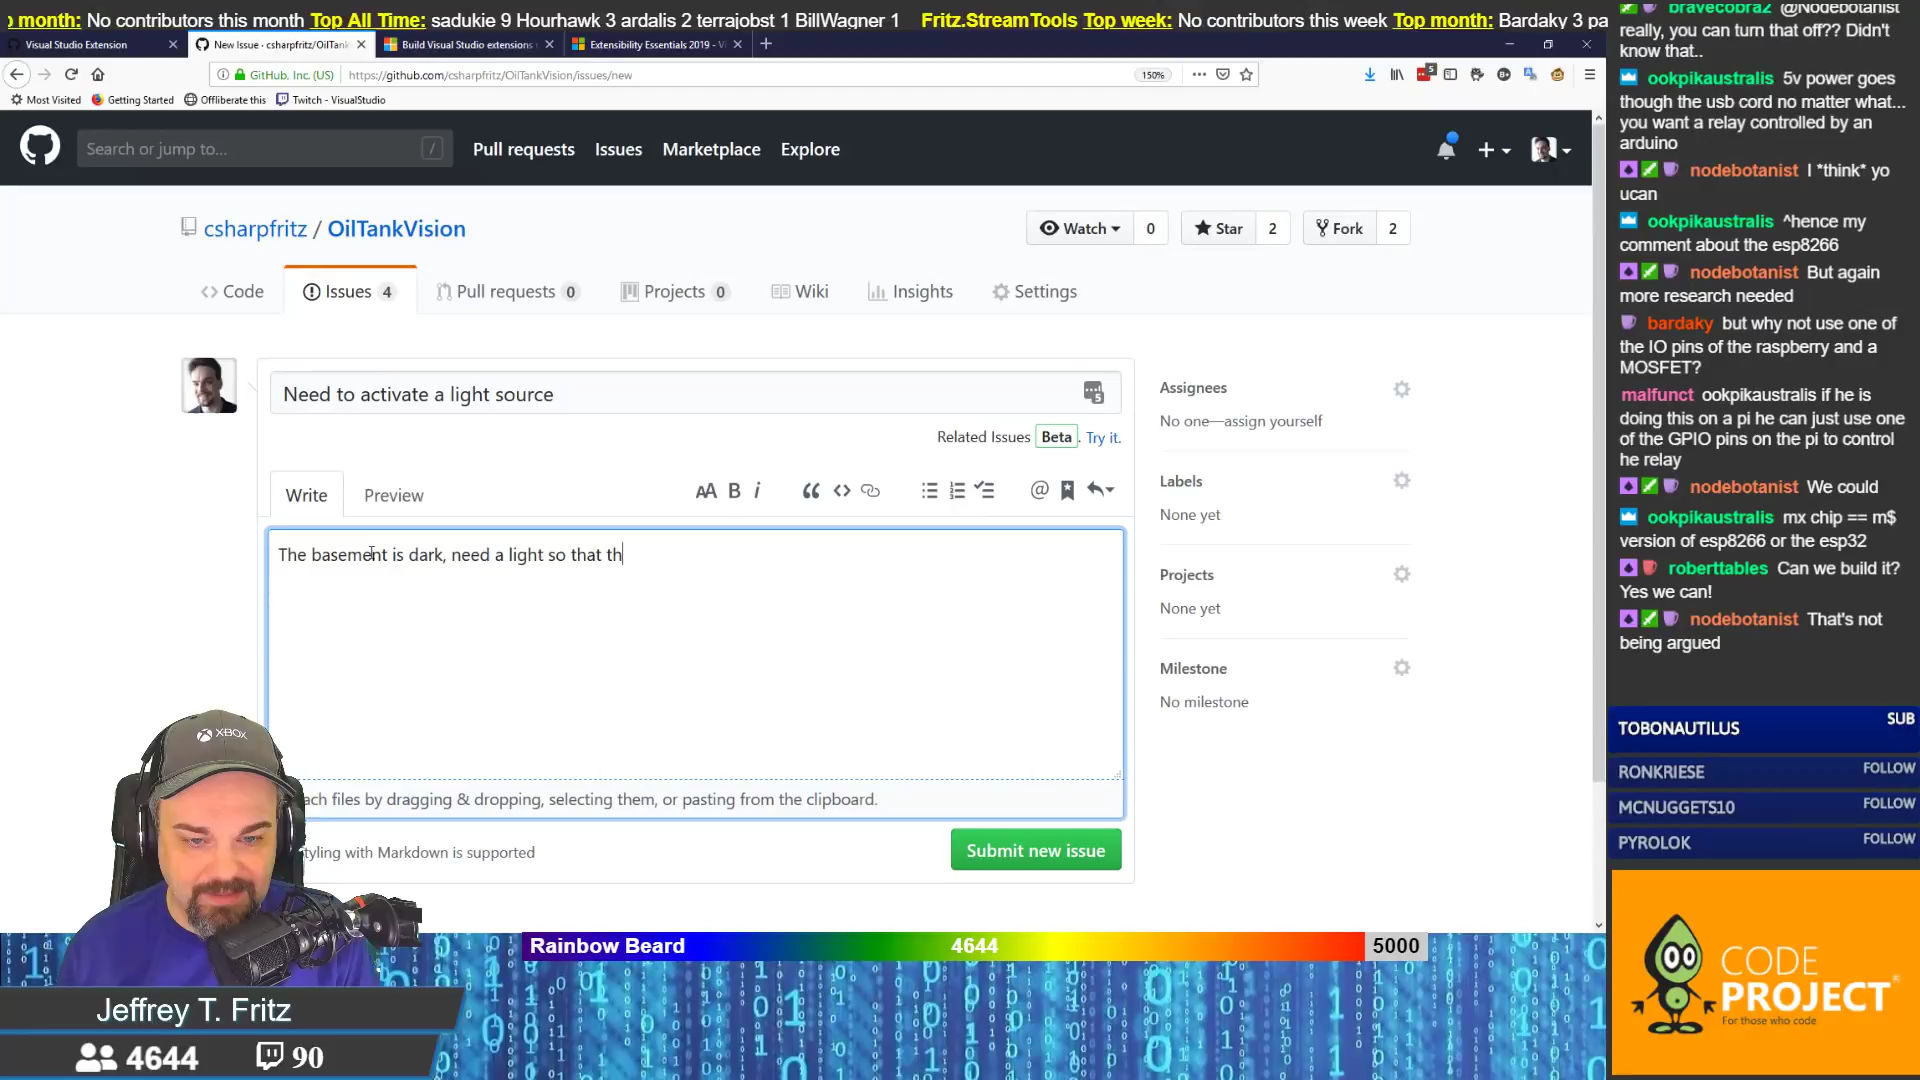 month: No contributors this month Top All Time: sadukie 9 Hourhawk 3 ardalis 2 terrajobst 1 BillWagner 1 Fritz.StreamTools Top week: No contributors this week Top month: Bardaky 3 pa
Visual Studio Extension
New Issue · csharpfritz/OilTank
Build Visual Studio extensions
Extensibility Essentials 2019 - Vi
GitHub, Inc. (US)
https://github.com/csharpfritz/OilTankVision/issues/new
150%
5
Most Visited
Getting Started
Offliberate this
Twitch - VisualStudio
Search or jump to...
/
Pull requests
Issues
Marketplace
Explore
csharpfritz / OilTankVision
Watch 0
Star 2
Fork 2
Code
Issues 4
Pull requests 0
Projects 0
Wiki
Insights
Settings
Need to activate a light source
5
Related Issues Beta . Try it.
Write
Preview
AA B i
The basement is dark, need a light so that th
ach files by dragging & dropping, selecting them, or pasting from the clipboard.
tyling with Markdown is supported
Submit new issue
Assignees
No one—assign yourself
Labels
None yet
Projects
None yet
Milestone
No milestone
bravecobra2 @Nodebotanist
really, you can turn that off?? Didn't
know that..
ookpikaustralis 5v power goes
though the usb cord no matter what...
you want a relay controlled by an
arduino
nodebotanist I *think* yo
ucan
ookpikaustralis ^hence my
comment about the esp8266
nodebotanist But again
more research needed
bardaky but why not use one of
the IO pins of the raspberry and a
MOSFET?
malfunct ookpikaustralis if he is
doing this on a pi he can just use one
of the GPIO pins on the pi to control
he relay
nodebotanist We could
ookpikaustralis mx chip == m$
version of esp8266 or the esp32
roberttables Can we build it?
Yes we can!
nodebotanist That's not
being argued
TOBONAUTILUS SUB
RONKRIESE FOLLOW
MCNUGGETS10 FOLLOW
PYROLOK FOLLOW
CODE
PROJECT
For those who code
XBOX
Rainbow Beard 4644 5000
Jeffrey T. Fritz
4644 90